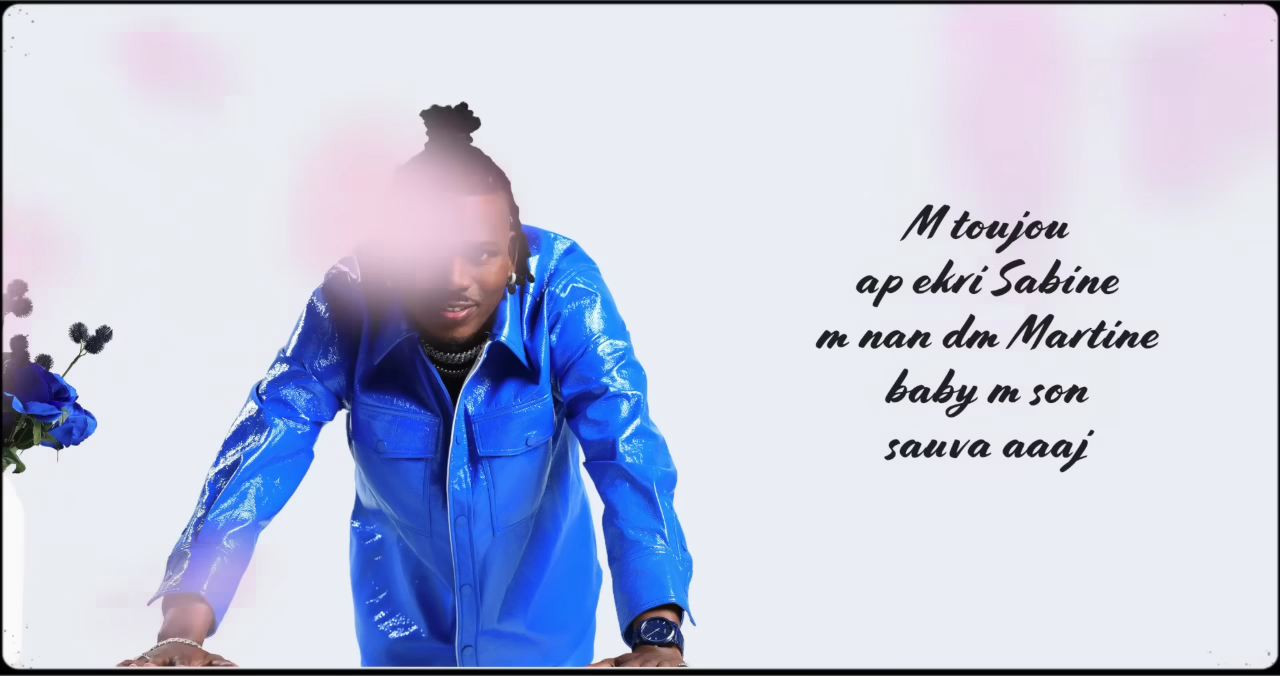 M toujou
ap ekri Sabine
m nan dm Martine
baby m son
sauva aaaj